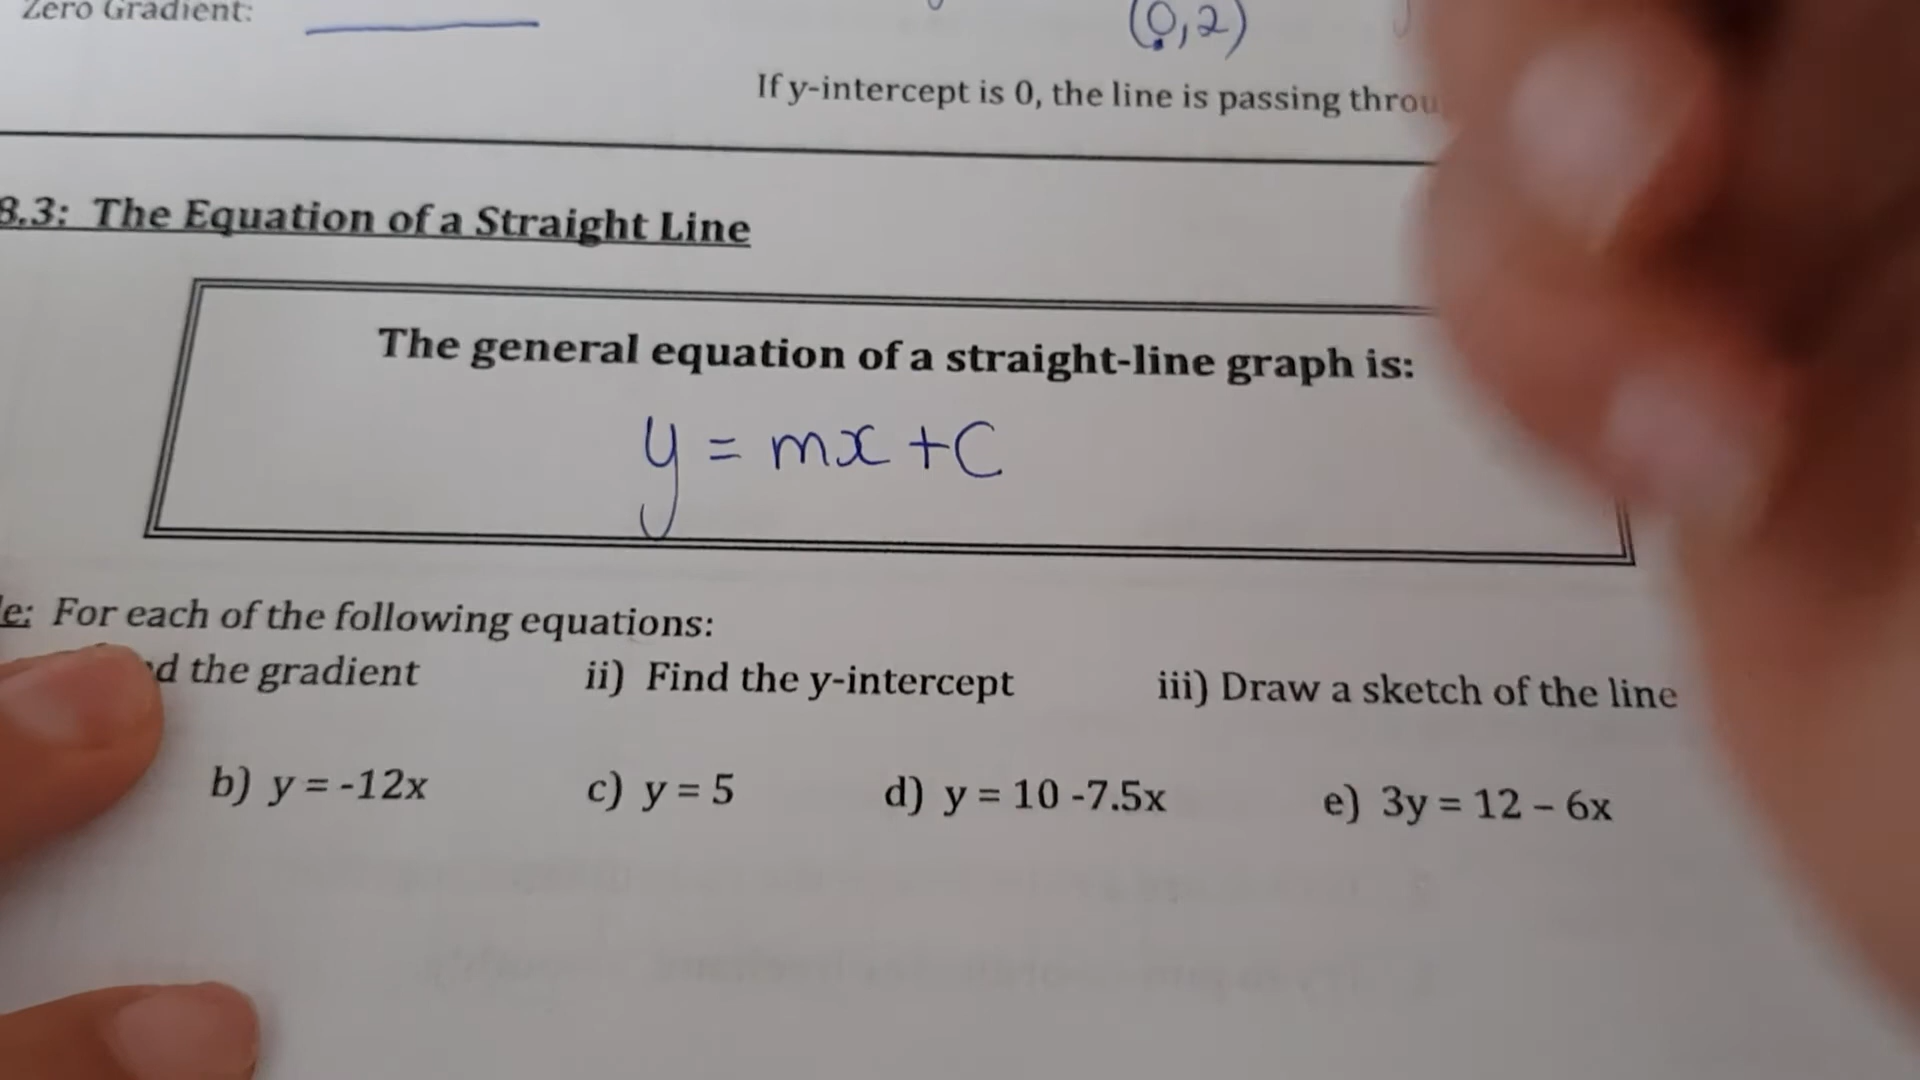 Zero Gradient:
(0,2)
If y-intercept is 0, the line is passing
8.3: The Equation of a Straight Line
The general equation of a straight-line graph is:
y = mx + c
For each of the following equations:
the gradient ii) Find the y-intercept iii) Draw a sketch of the line
b) y = -12x c) y = 5 d) y = 10 -7.5x e) 3y = 12 – 6x